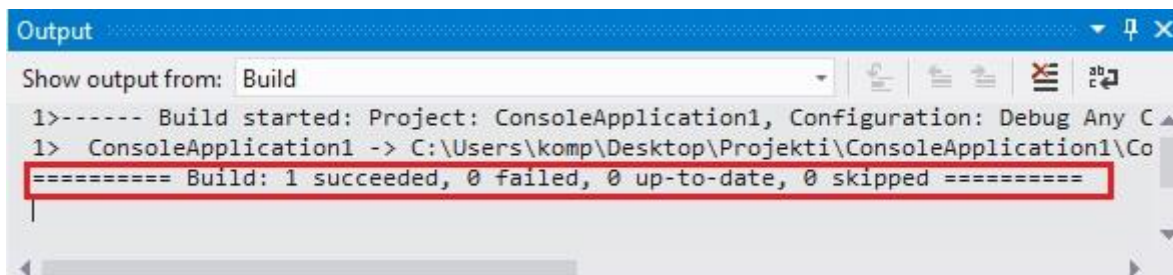 Output
Show output from: Build
1>------ Build started: Project: ConsoleApplication1, Configuration: Debug Any C
1>  ConsoleApplication1 -> C:\Users\komp\Desktop\Projekti\ConsoleApplication1\Co
========== Build: 1 succeeded, 0 failed, 0 up-to-date, 0 skipped ==========